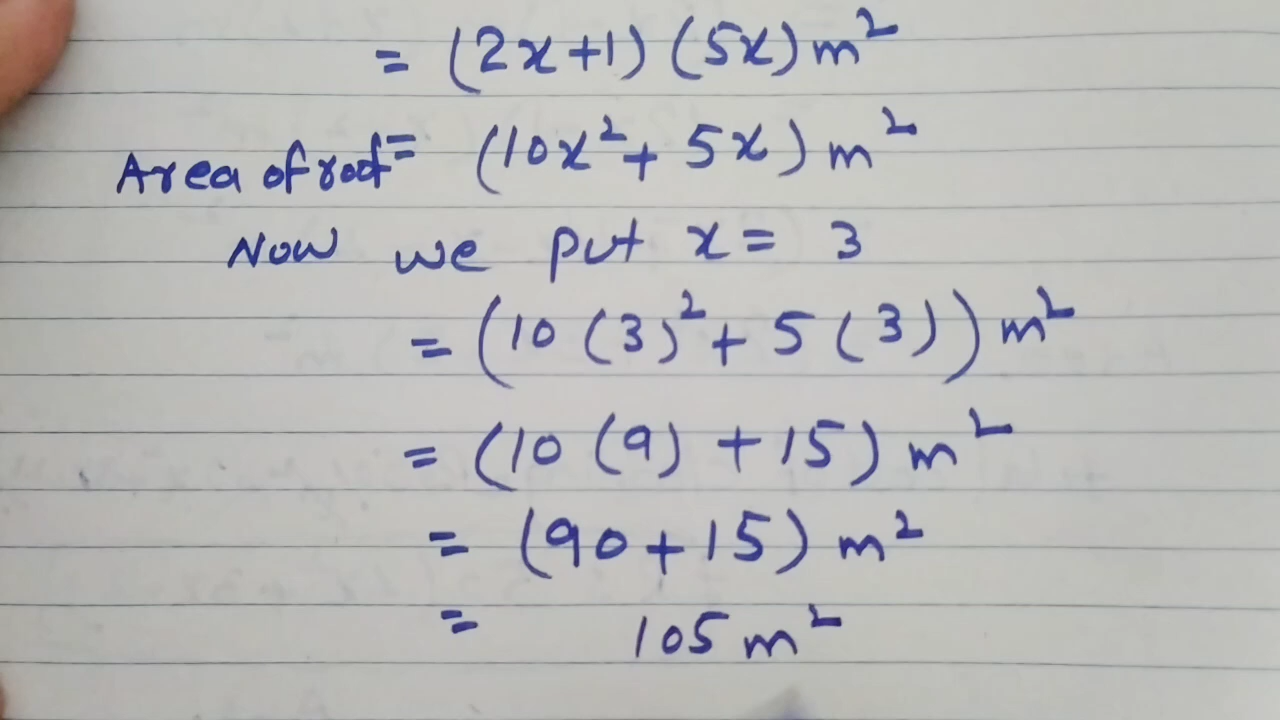 = (2x+1) (5x) m²
Area of roof = (10x² + 5x) m²
Now we put x = 3
= (10 (3)² + 5 (3)) m²
= (10 (9) + 15) m²
= (90 + 15) m²
= 105 m²